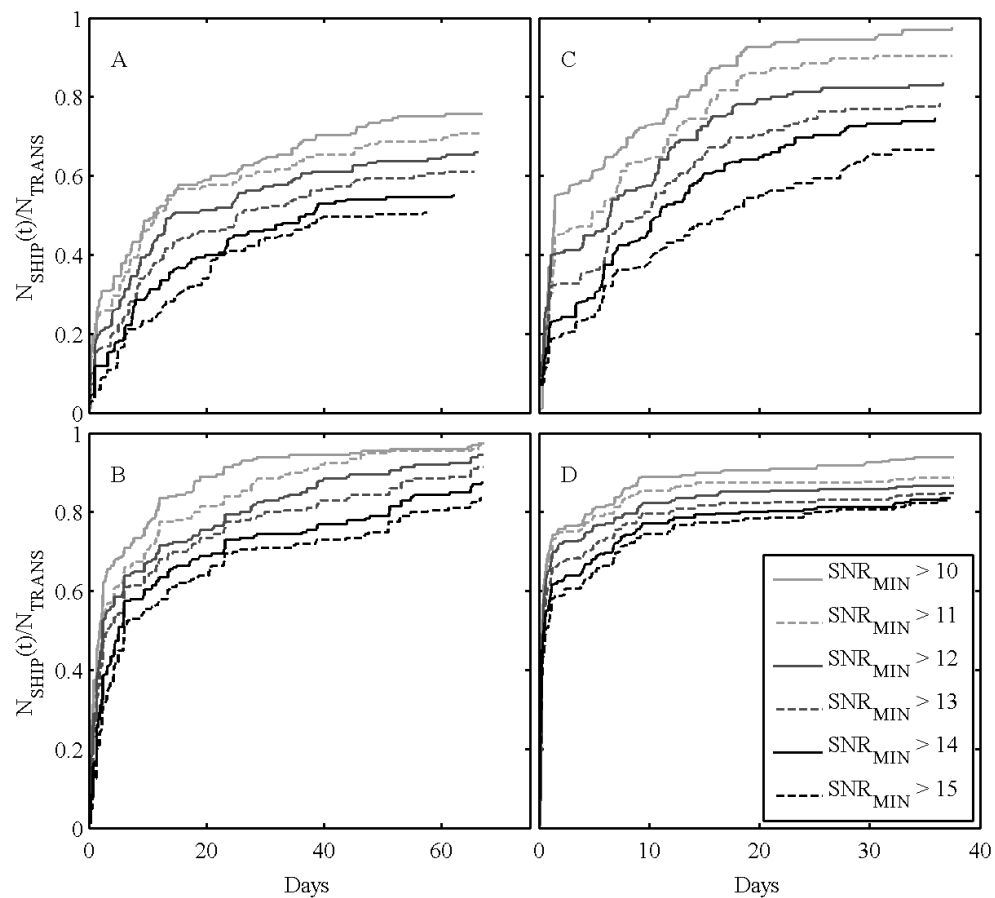 1
0.8
0.6
0.4
0.2
0
N_SHIP(t)/N_TRANS
A
C
1
0.8
0.6
0.4
0.2
0
N_SHIP(t)/N_TRANS
B
D
SNR_MIN > 10
SNR_MIN > 11
SNR_MIN > 12
SNR_MIN > 13
SNR_MIN > 14
SNR_MIN > 15
0 20 40 60
0 10 20 30 40
Days
Days